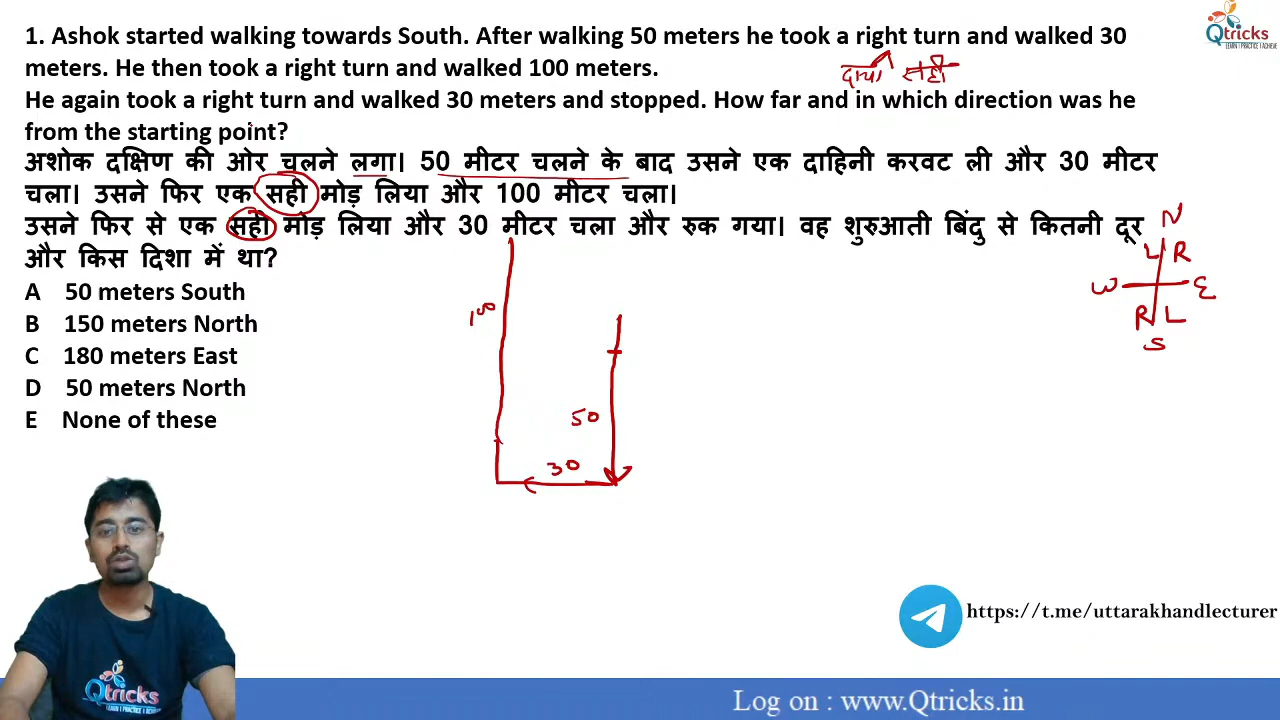 1. Ashok started walking towards South. After walking 50 meters he took a right turn and walked 30
meters. He then took a right turn and walked 100 meters.
दाया सही
He again took a right turn and walked 30 meters and stopped. How far and in which direction was he
from the starting point?
अशोक दक्षिण की ओर चलने लगा। 50 मीटर चलने के बाद उसने एक दाहिनी करवट ली और 30 मीटर
चला। उसने फिर एक सही मोड़ लिया और 100 मीटर चला।
उसने फिर से एक सही मोड़ लिया और 30 मीटर चला और रुक गया। वह शुरुआती बिंदु से कितनी दूर
और किस दिशा में था?
A 50 meters South
B 150 meters North
C 180 meters East
D 50 meters North
E None of these
100
50
30
N
L R
W E
R L
S
Qtricks
LEARN | PRACTICE | ACHIEVE
Qtricks
https://t.me/uttarakhandlecturer
Log on : www.Qtricks.in